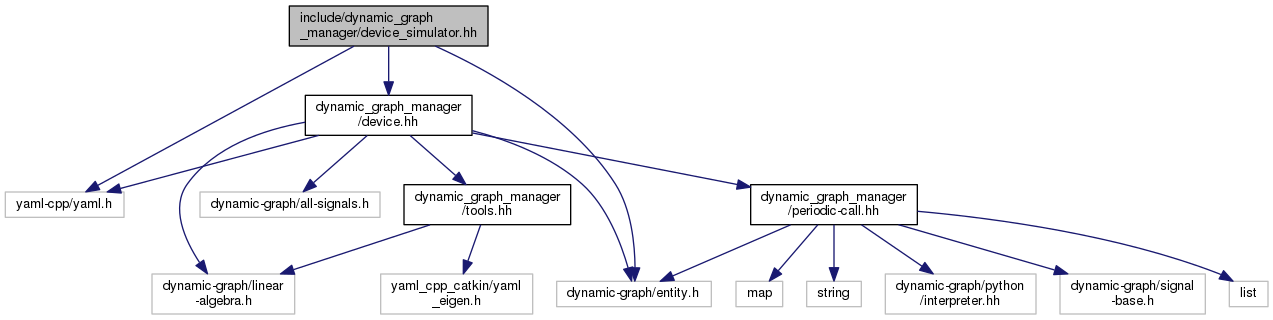 include/dynamic_graph
_manager/device_simulator.hh
dynamic_graph_manager
/device.hh
yaml-cpp/yaml.h
dynamic-graph/all-signals.h
dynamic_graph_manager
/tools.hh
dynamic_graph_manager
/periodic-call.hh
dynamic-graph/linear
-algebra.h
yaml_cpp_catkin/yaml
_eigen.h
dynamic-graph/entity.h
map
string
dynamic-graph/python
/interpreter.hh
dynamic-graph/signal
-base.h
list